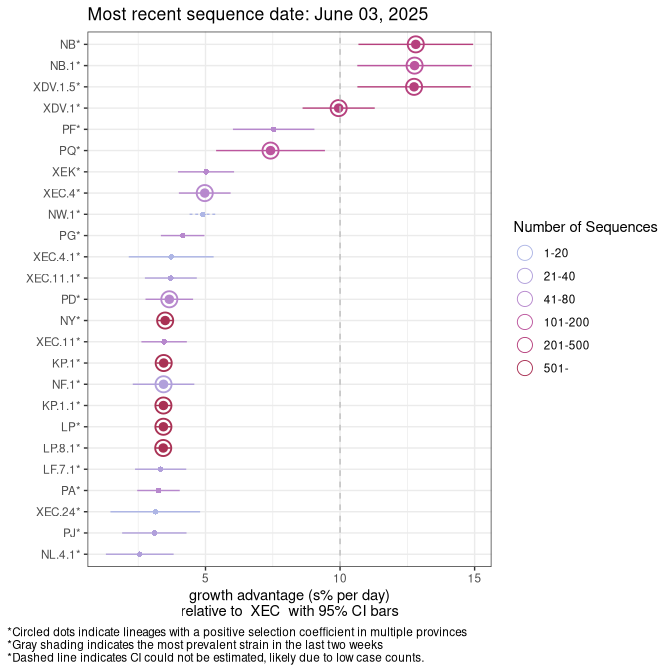 Most recent sequence date: June 03, 2025
NB*
NB.1*
XDV.1.5*
XDV.1*
PF*
PQ*
XEK*
XEC.4*
NW.1*
PG*
XEC.4.1*
XEC.11.1*
PD*
NY*
XEC.11*
KP.1*
NF.1*
KP.1.1*
LP*
LP.8.1*
LF.7.1*
PA*
XEC.24*
PJ*
NL.4.1*
5 10 15
growth advantage (s% per day)
relative to XEC with 95% CI bars
Number of Sequences
1-20
21-40
41-80
101-200
201-500
501-
*Circled dots indicate lineages with a positive selection coefficient in multiple provinces
*Gray shading indicates the most prevalent strain in the last two weeks
*Dashed line indicates CI could not be estimated, likely due to low case counts.